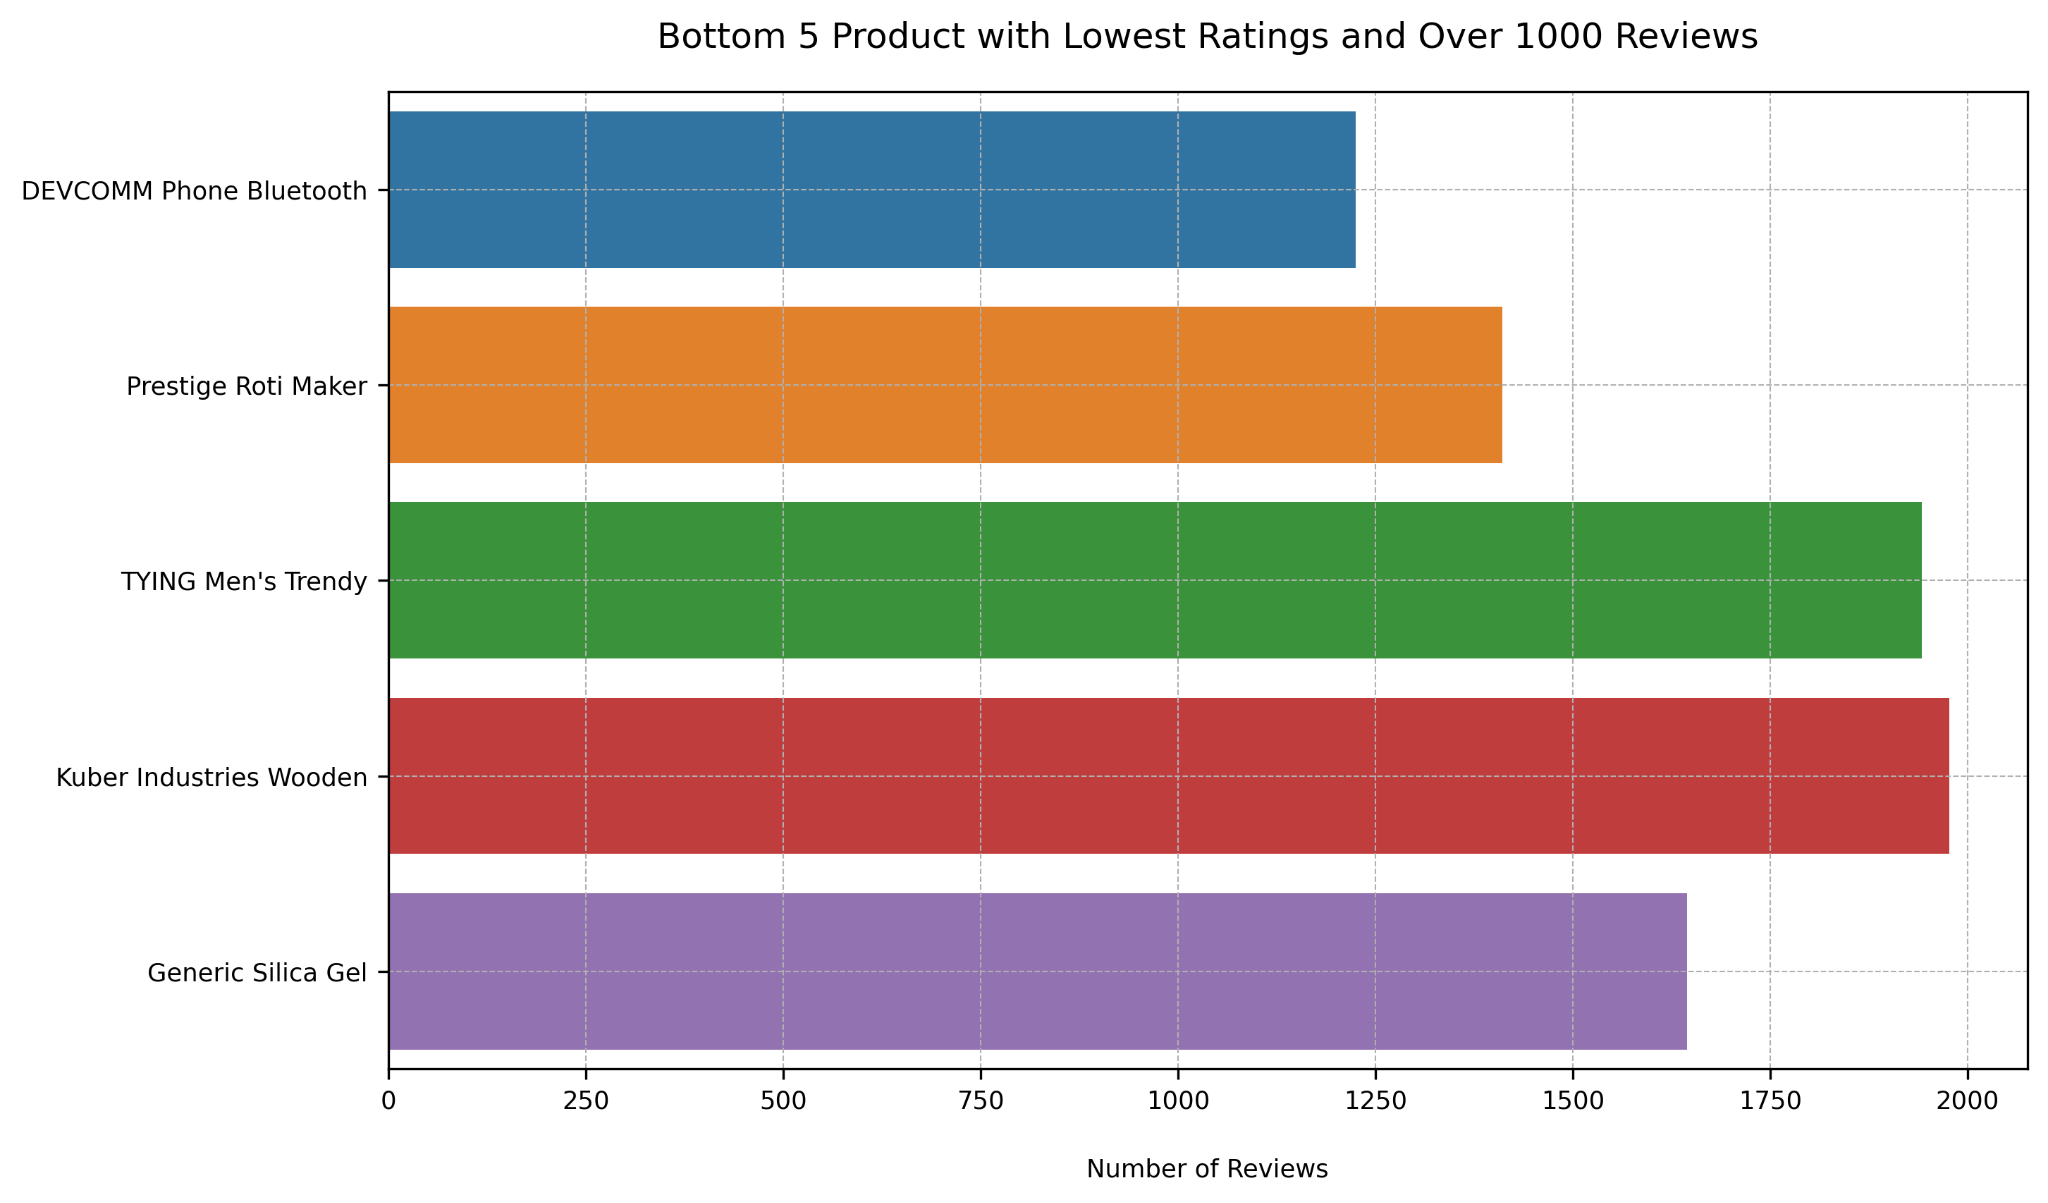 Bottom 5 Product with Lowest Ratings and Over 1000 Reviews
DEVCOMM Phone Bluetooth
Prestige Roti Maker
TYING Men's Trendy
Kuber Industries Wooden
Generic Silica Gel
0 250 500 750 1000 1250 1500 1750 2000
Number of Reviews